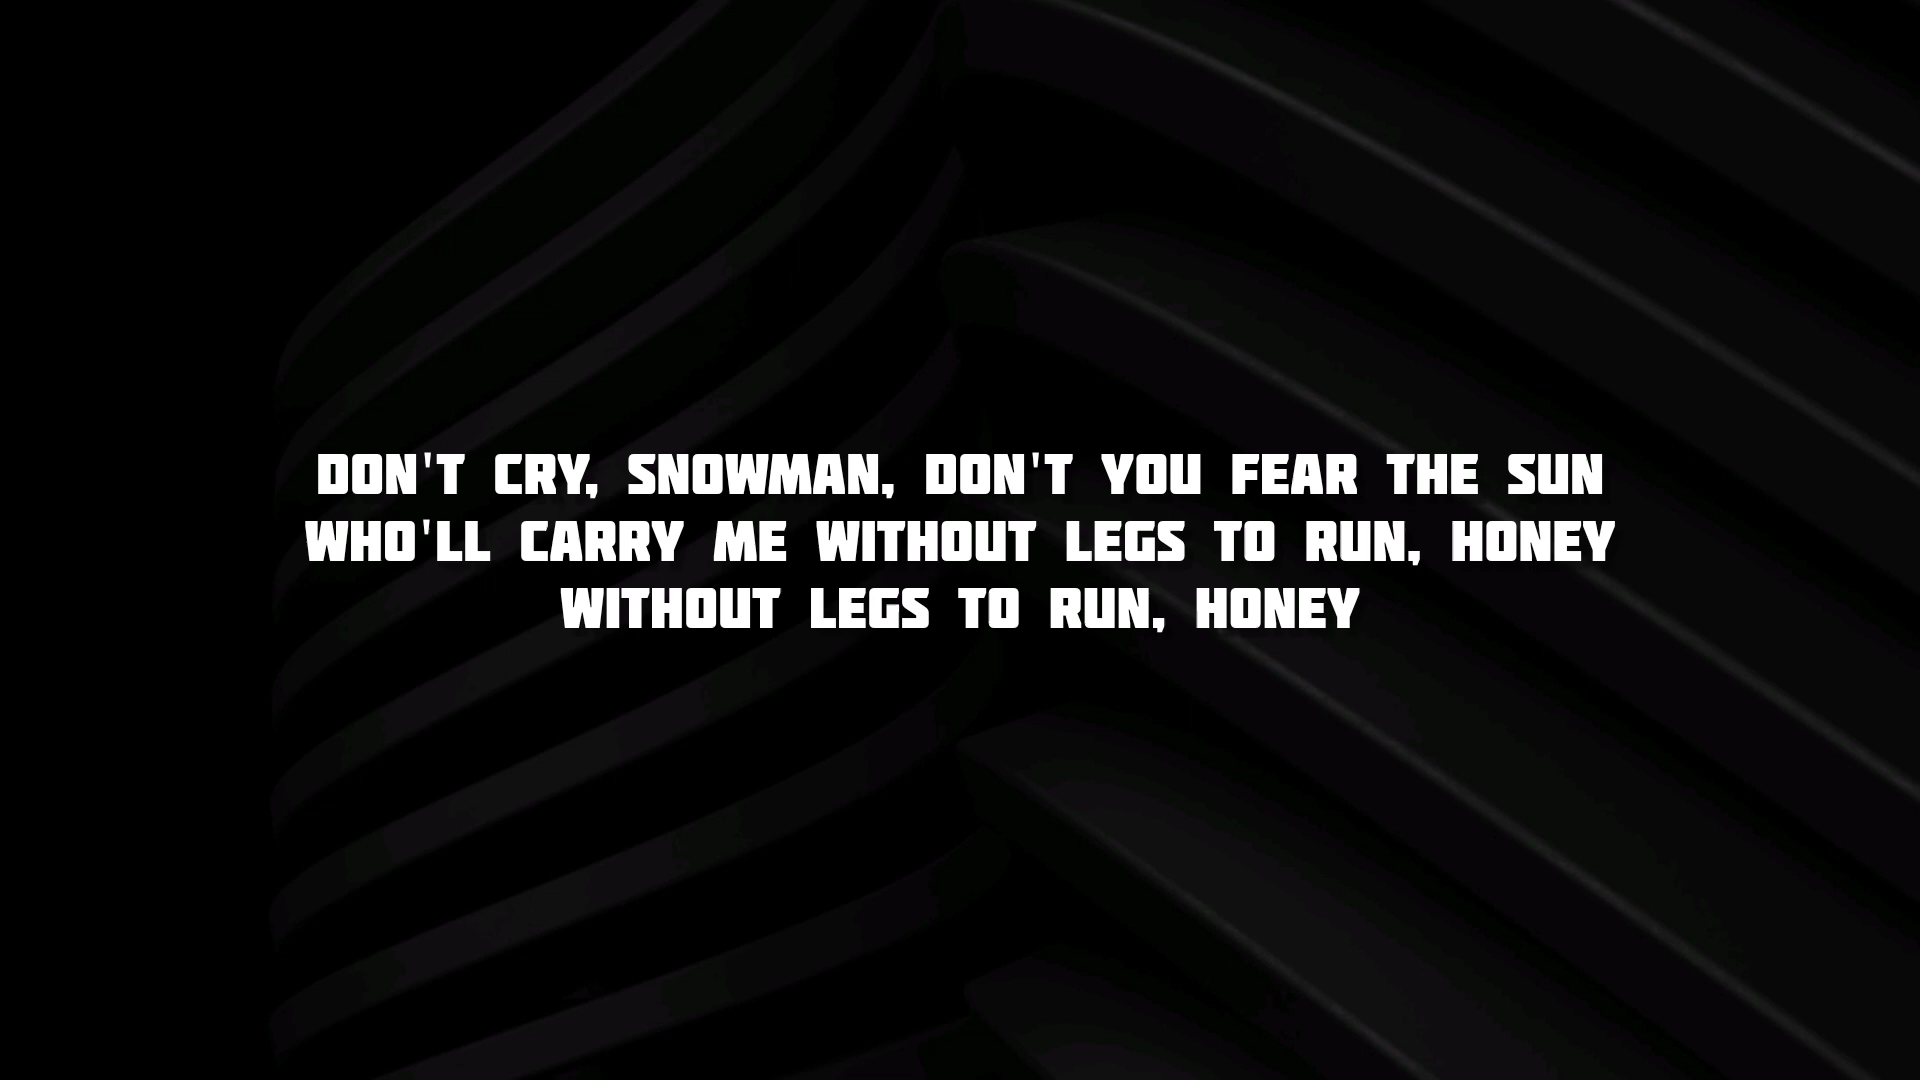 DON'T CRY, SNOWMAN, DON'T YOU FEAR THE SUN
WHO'LL CARRY ME WITHOUT LEGS TO RUN, HONEY
WITHOUT LEGS TO RUN, HONEY